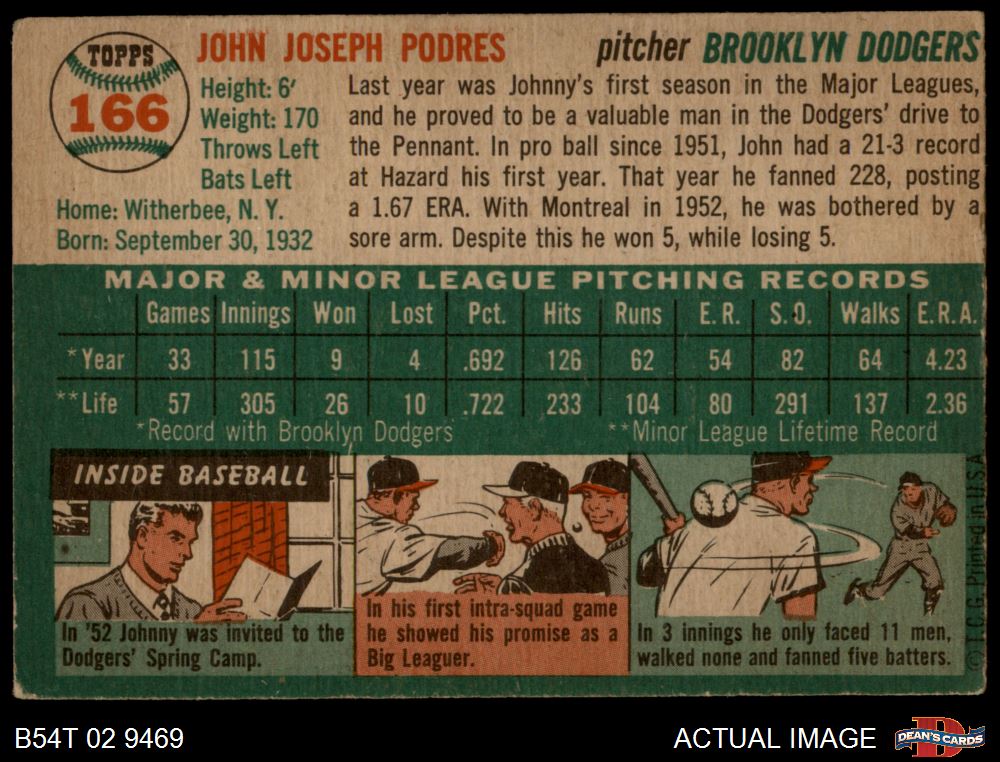 TOPPS
166
JOHN JOSEPH PODRES pitcher BROOKLYN DODGERS
Height: 6'
Weight: 170
Throws Left
Bats Left
Home: Witherbee, N. Y.
Born: September 30, 1932
Last year was Johnny's first season in the Major Leagues,
and he proved to be a valuable man in the Dodgers' drive to
the Pennant. In pro ball since 1951, John had a 21-3 record
at Hazard his first year. That year he fanned 228, posting
a 1.67 ERA. With Montreal in 1952, he was bothered by a
sore arm. Despite this he won 5, while losing 5.
MAJOR & MINOR LEAGUE PITCHING RECORDS
Games Innings Won Lost Pct. Hits Runs E.R. S.O. Walks E.R.A.
*Year 33 115 9 4 .692 126 62 54 82 64 4.23
**Life 57 305 26 10 .722 233 104 80 291 137 2.36
*Record with Brooklyn Dodgers **Minor League Lifetime Record
INSIDE BASEBALL
In '52 Johnny was invited to the
Dodgers' Spring Camp.
In his first intra-squad game
he showed his promise as a
Big Leaguer.
In 3 innings he only faced 11 men,
walked none and fanned five batters.
© T.C.G. Printed in U.S.A.
B54T 02 9469
ACTUAL IMAGE
D
DEAN'S CARDS